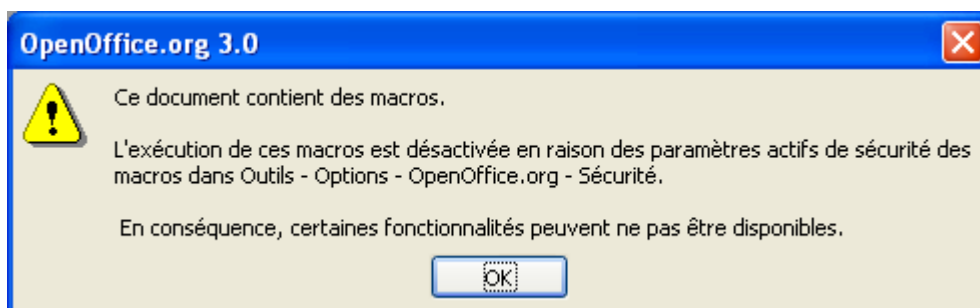 OpenOffice.org 3.0
Ce document contient des macros.
L'exécution de ces macros est désactivée en raison des paramètres actifs de sécurité des
macros dans Outils - Options - OpenOffice.org - Sécurité.
En conséquence, certaines fonctionnalités peuvent ne pas être disponibles.
OK